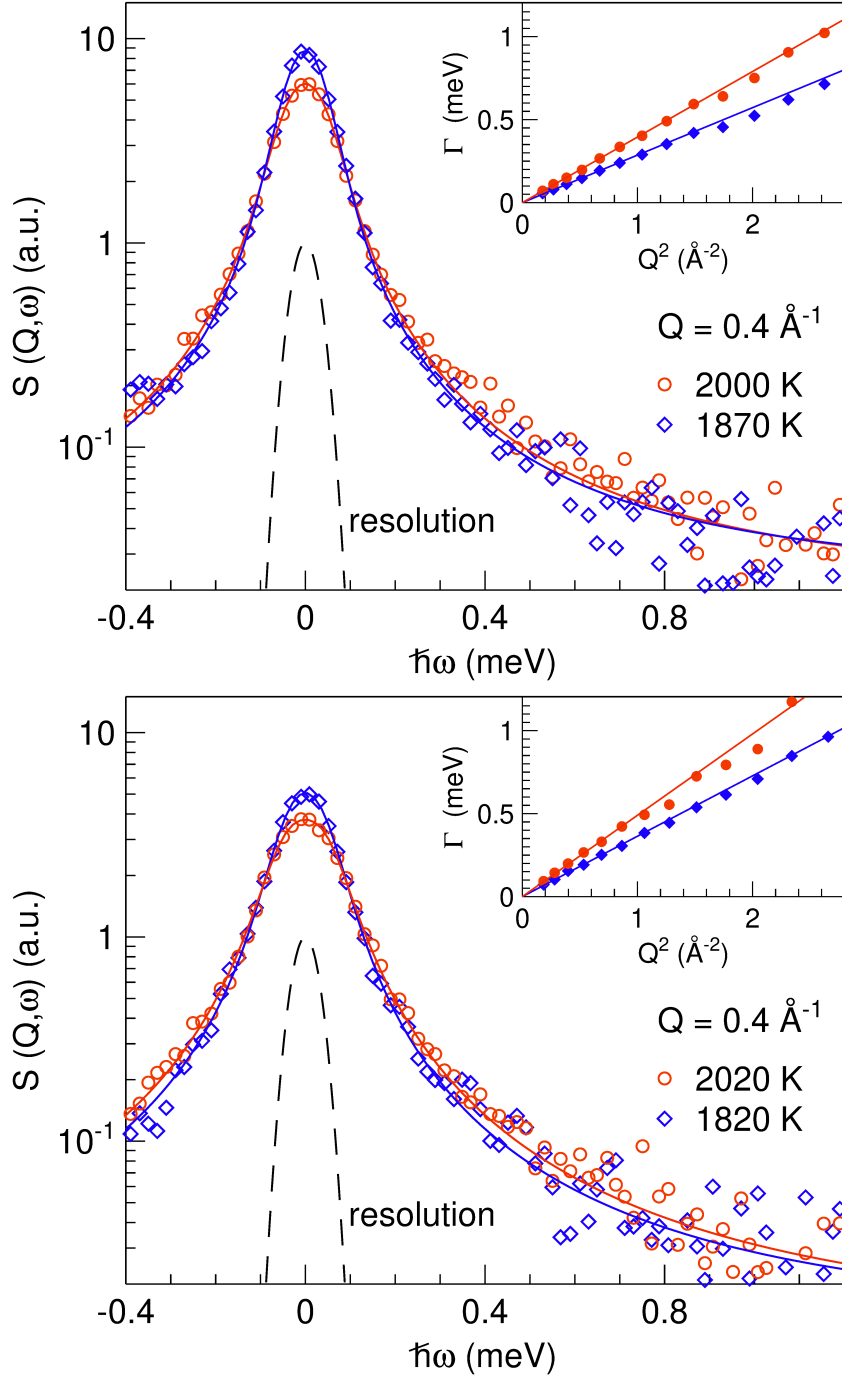 10
1
10⁻¹
S (Q,ω) (a.u.)
-0.4
0
0.4
0.8
ħω (meV)
resolution
Q = 0.4 Å⁻¹
2000 K
1870 K
1
0.5
0
Γ (meV)
0
1
2
Q² (Å⁻²)
10
1
10⁻¹
S (Q,ω) (a.u.)
-0.4
0
0.4
0.8
ħω (meV)
resolution
Q = 0.4 Å⁻¹
2020 K
1820 K
1
0.5
0
Γ (meV)
0
1
2
Q² (Å⁻²)